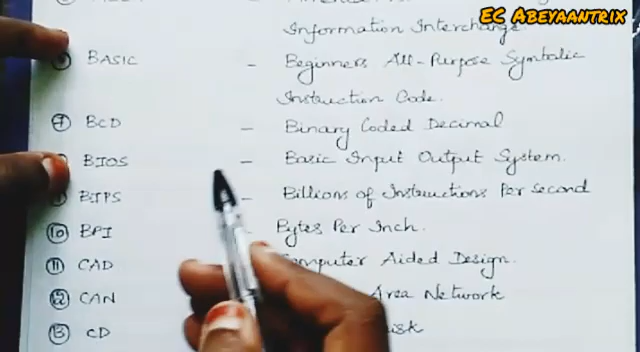 EC ABEYAANTRIX
Information Interchange.
BASIC - Beginners All-Purpose Symbolic
Instruction Code.
7 BCD - Binary Coded Decimal
BIOS - Basic Input Output System.
BIPS - Billions of Instructions Per Second
10 BPI Bytes Per Inch.
11 CAD Computer Aided Design.
12 CAN Area Network
13 CD